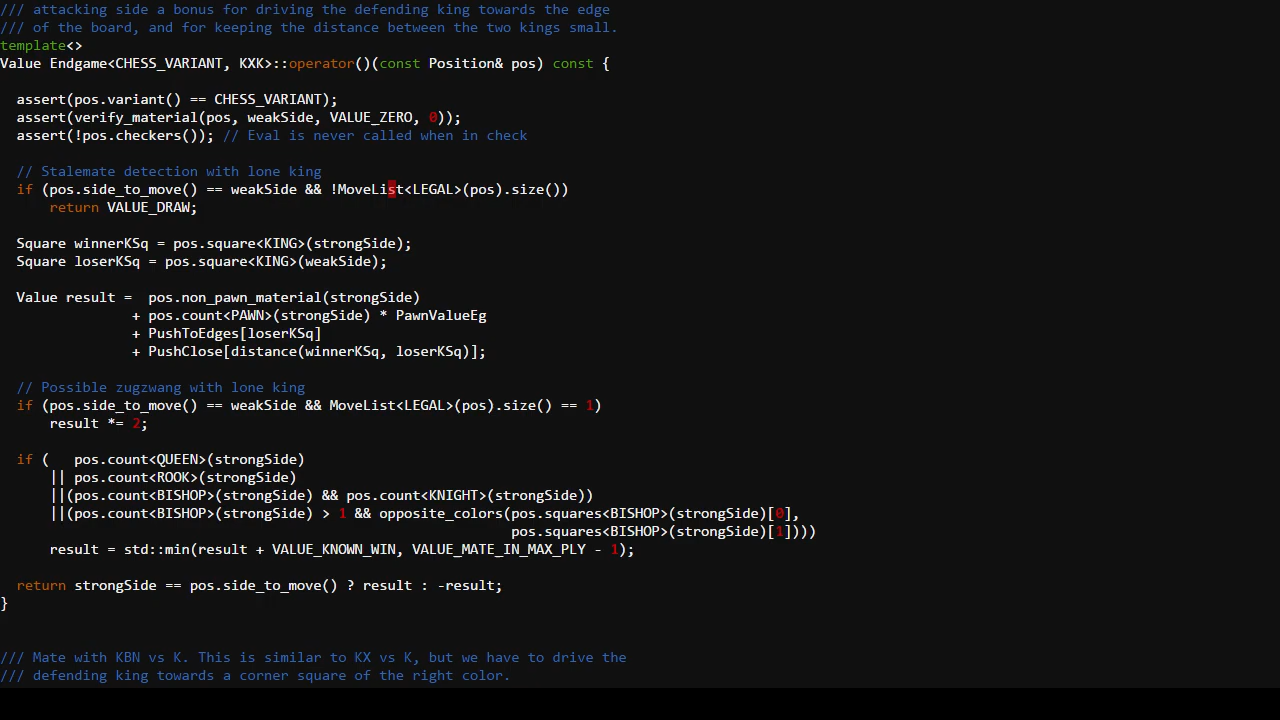 /// attacking side a bonus for driving the defending king towards the edge
/// of the board, and for keeping the distance between the two kings small.
template<>
Value Endgame<CHESS_VARIANT, KXK>::operator()(const Position& pos) const {
assert(pos.variant() == CHESS_VARIANT);
assert(verify_material(pos, weakSide, VALUE_ZERO, 0));
assert(!pos.checkers()); // Eval is never called when in check
// Stalemate detection with lone king
if (pos.side_to_move() == weakSide && !MoveList<LEGAL>(pos).size())
return VALUE_DRAW;
Square winnerKSq = pos.square<KING>(strongSide);
Square loserKSq = pos.square<KING>(weakSide);
Value result =  pos.non_pawn_material(strongSide)
+ pos.count<PAWN>(strongSide) * PawnValueEg
+ PushToEdges[loserKSq]
+ PushClose[distance(winnerKSq, loserKSq)];
// Possible zugzwang with lone king
if (pos.side_to_move() == weakSide && MoveList<LEGAL>(pos).size() == 1)
result *= 2;
if (   pos.count<QUEEN>(strongSide)
|| pos.count<ROOK>(strongSide)
||(pos.count<BISHOP>(strongSide) && pos.count<KNIGHT>(strongSide))
||(pos.count<BISHOP>(strongSide) > 1 && opposite_colors(pos.squares<BISHOP>(strongSide)[0],
pos.squares<BISHOP>(strongSide)[1])))
result = std::min(result + VALUE_KNOWN_WIN, VALUE_MATE_IN_MAX_PLY - 1);
return strongSide == pos.side_to_move() ? result : -result;
}
/// Mate with KBN vs K. This is similar to KX vs K, but we have to drive the
/// defending king towards a corner square of the right color.